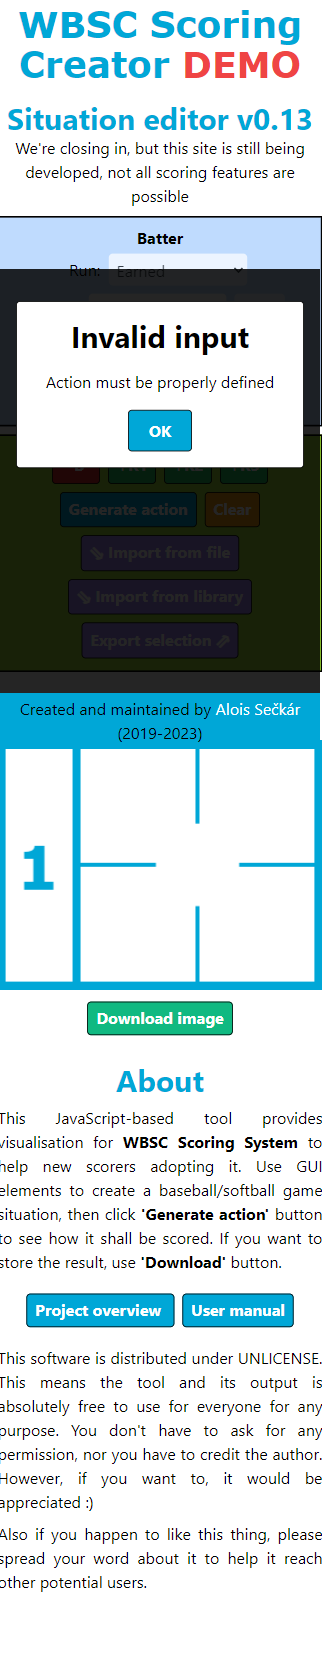 WBSC Scoring
Creator DEMO
Situation editor v0.13
We're closing in, but this site is still being
developed, not all scoring features are
possible
Batter
Run: Earned
Invalid input
Action must be properly defined
OK
Generate action Clear
Import from file
Import from library
Export selection
Created and maintained by Alois Sečkár
(2019-2023)
1
Download image
About
This JavaScript-based tool provides
visualisation for WBSC Scoring System to
help new scorers adopting it. Use GUI
elements to create a baseball/softball game
situation, then click 'Generate action' button
to see how it shall be scored. If you want to
store the result, use 'Download' button.
Project overview User manual
This software is distributed under UNLICENSE.
This means the tool and its output is
absolutely free to use for everyone for any
purpose. You don't have to ask for any
permission, nor you have to credit the author.
However, if you want to, it would be
appreciated :)
Also if you happen to like this thing, please
spread your word about it to help it reach
other potential users.